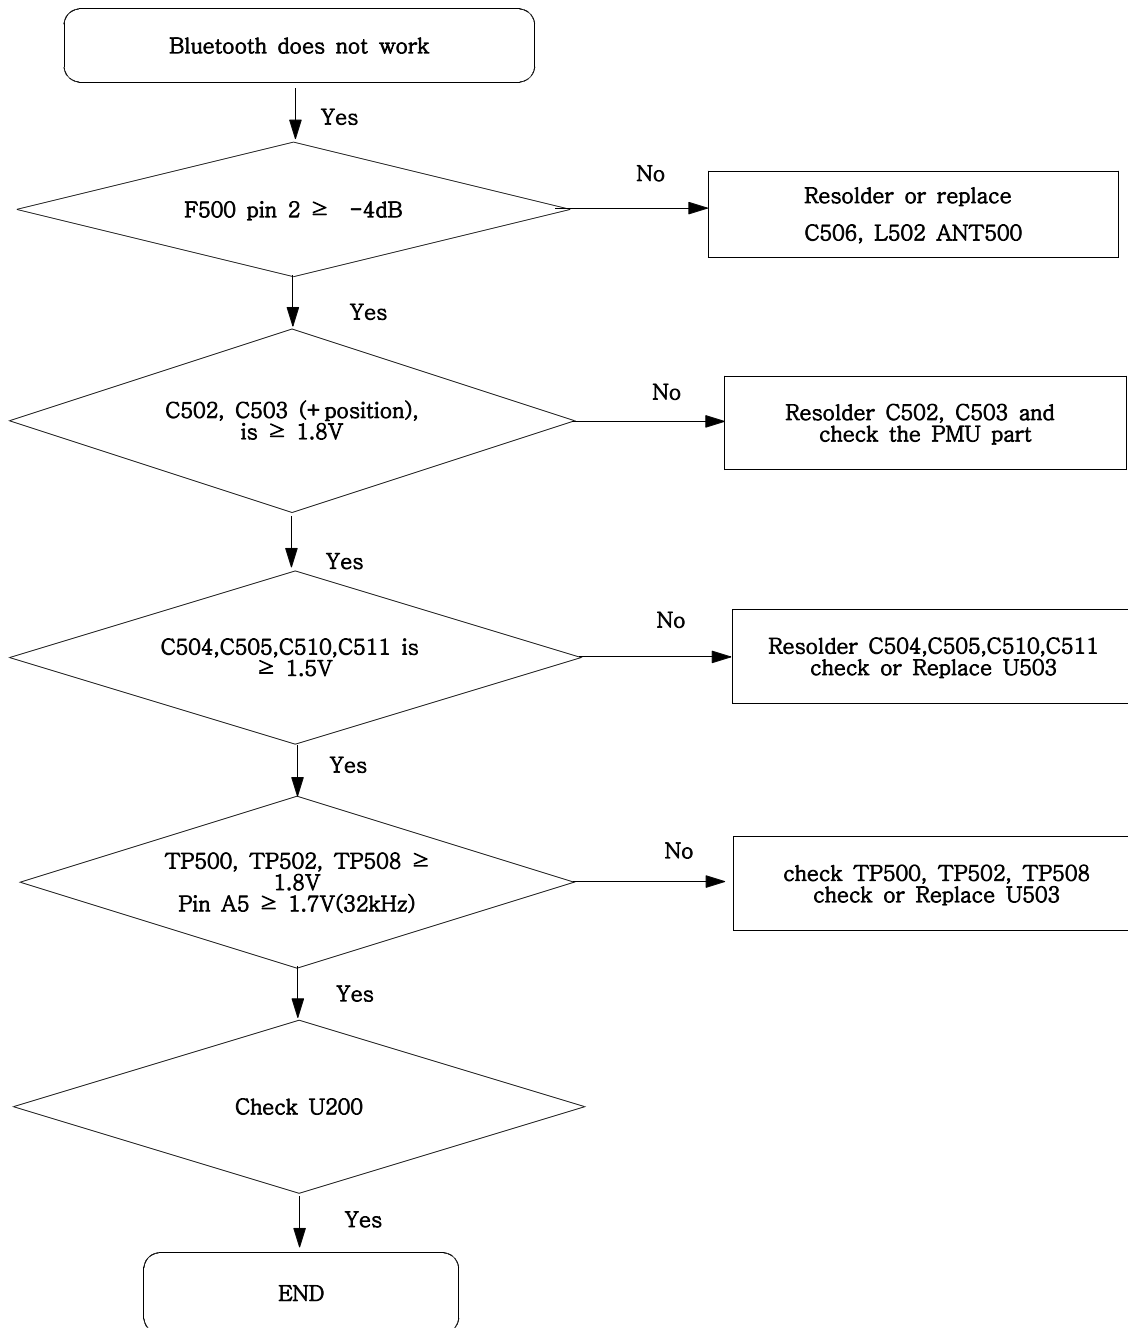 Bluetooth does not work
Yes
F500 pin 2 ≥ -4dB
No
Resolder or replace
C506, L502 ANT500
Yes
C502, C503 (+position),
is ≥ 1.8V
No
Resolder C502, C503 and
check the PMU part
Yes
C504,C505,C510,C511 is
≥ 1.5V
No
Resolder C504,C505,C510,C511
check or Replace U503
Yes
TP500, TP502, TP508 ≥
1.8V
Pin A5 ≥ 1.7V(32kHz)
No
check TP500, TP502, TP508
check or Replace U503
Yes
Check U200
Yes
END